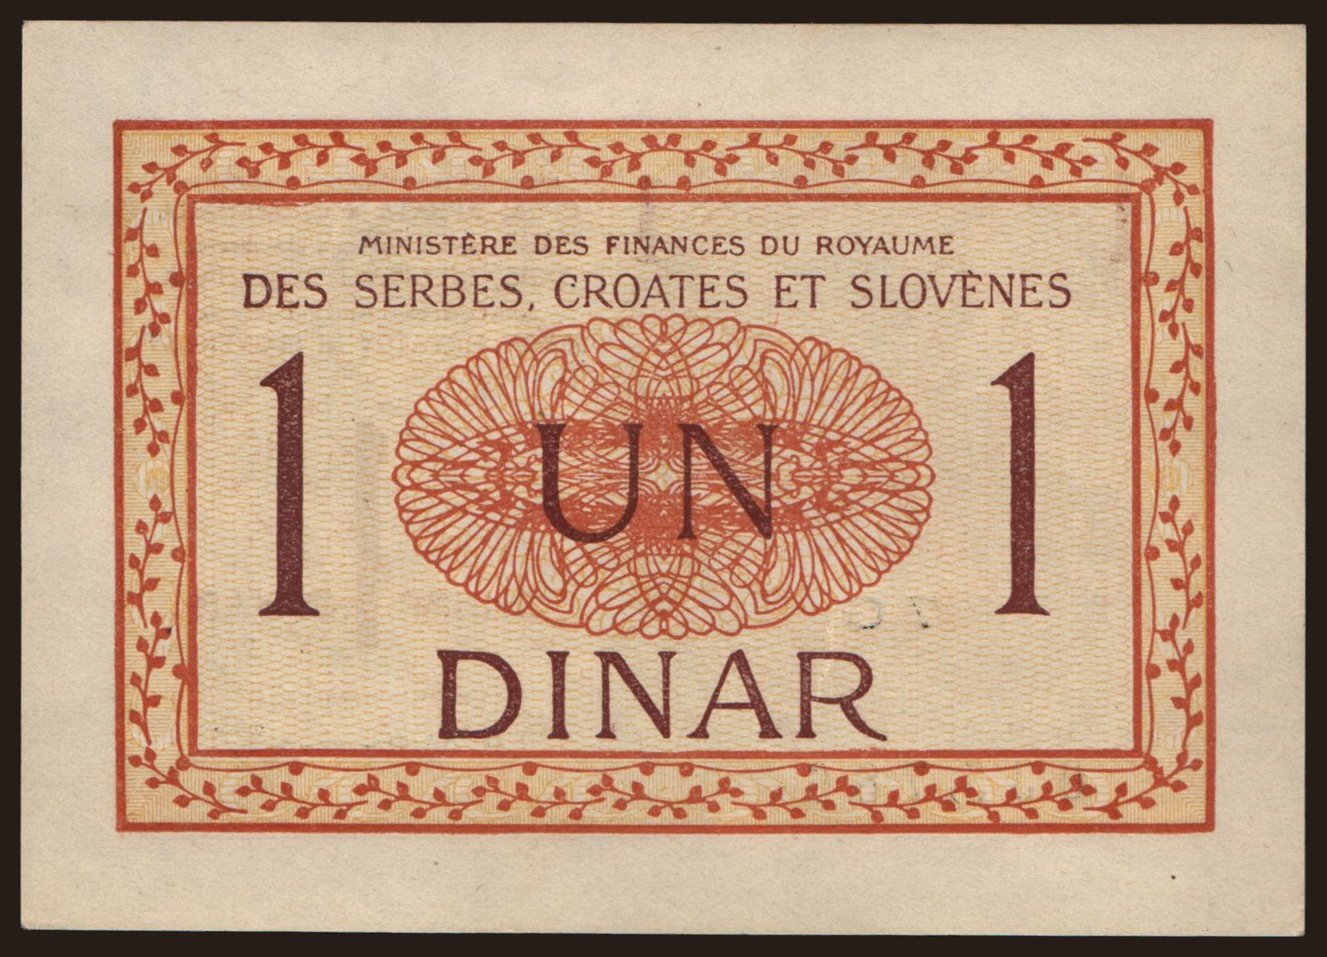 MINISTÈRE DES FINANCES DU ROYAUME
DES SERBES, CROATES ET SLOVÈNES
1 UN 1
DINAR